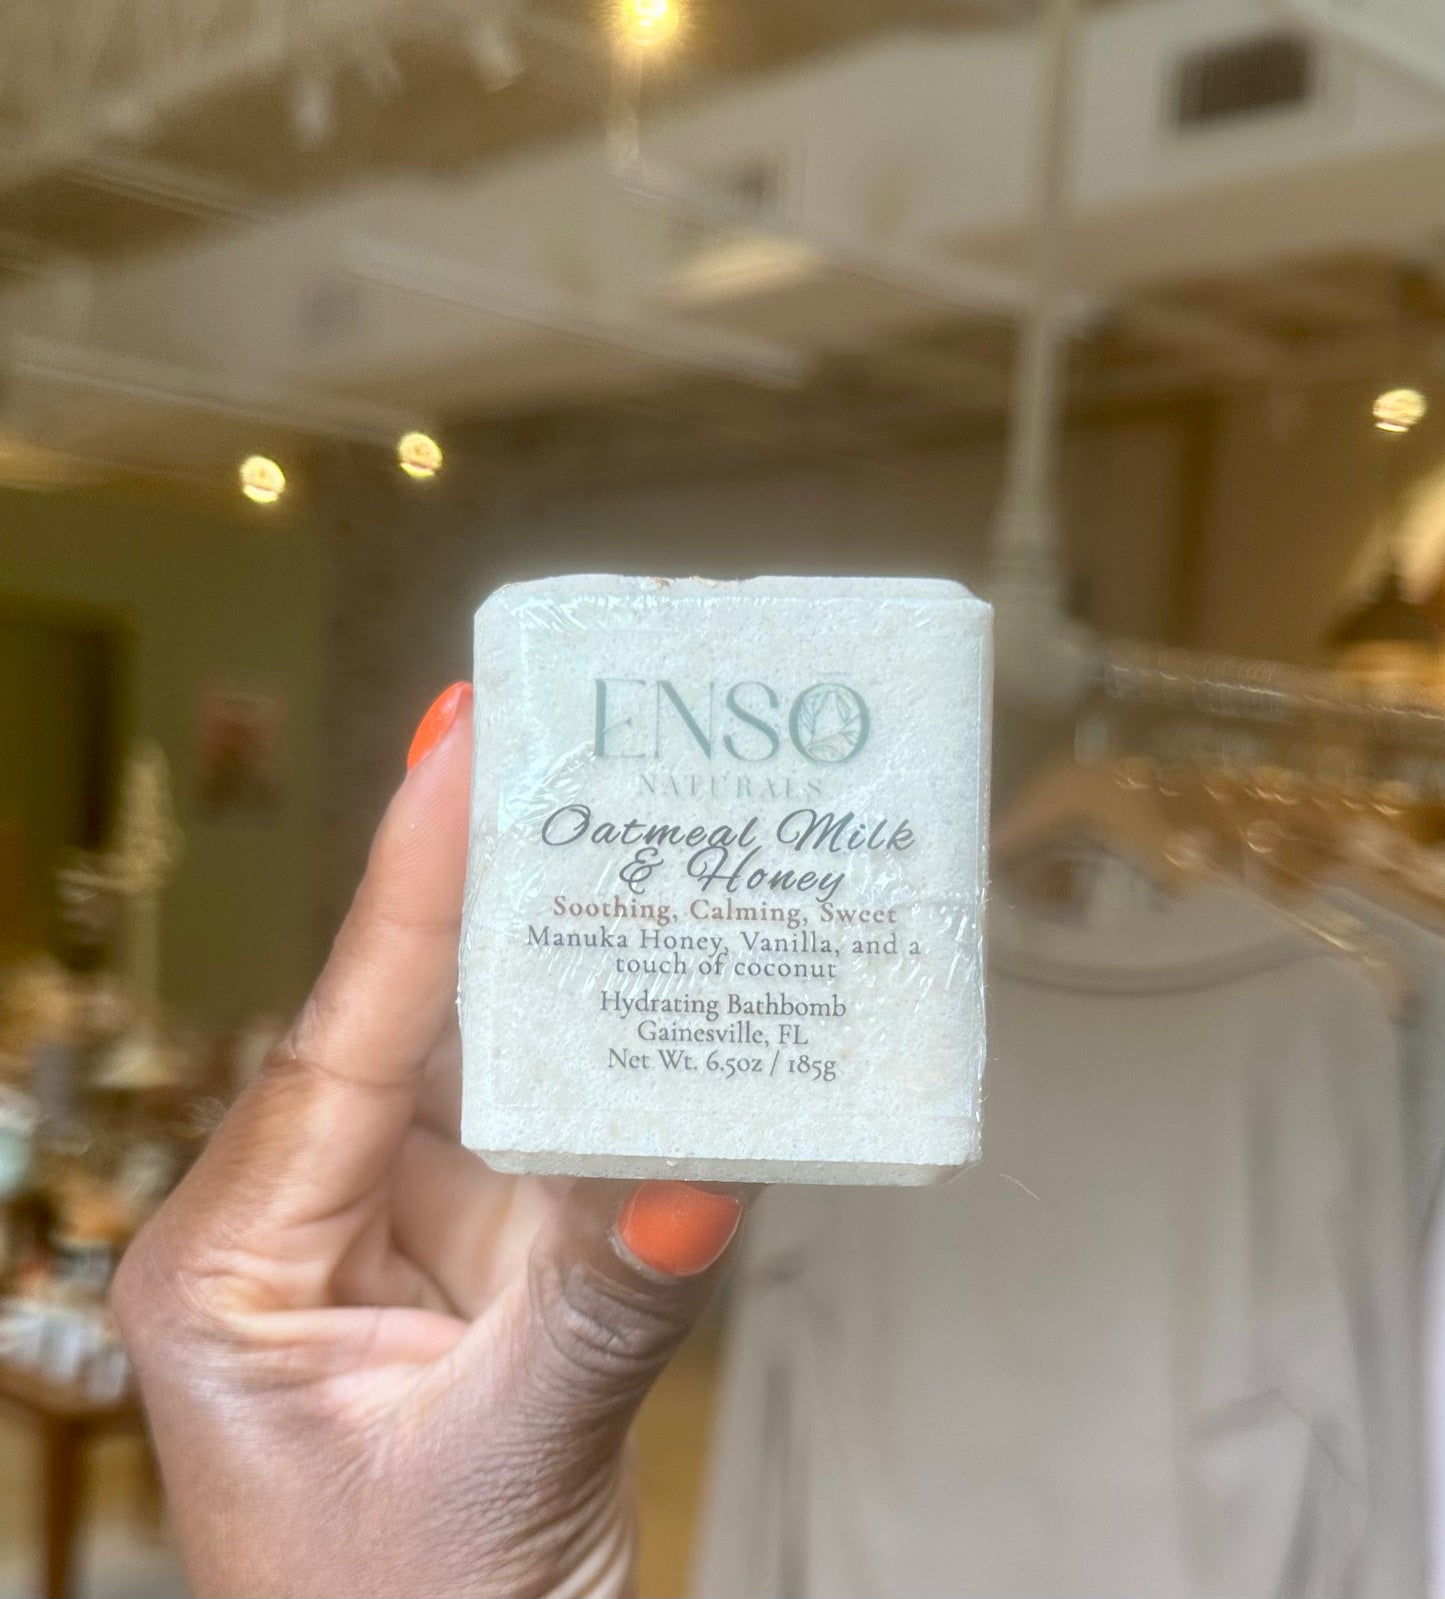 ENSŌ
NATURALS
Oatmeal Milk
& Honey
Soothing, Calming, Sweet
Manuka Honey, Vanilla, and a
touch of coconut
Hydrating Bathbomb
Gainesville, FL
Net Wt. 6.5oz / 185g